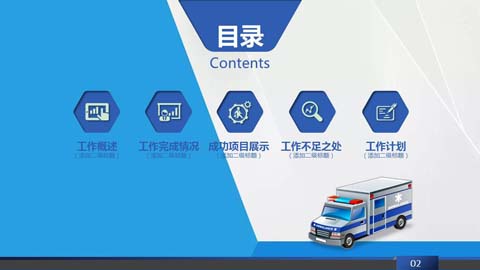 目录
Contents
工作概述
（添加二级标题）
工作完成情况
（添加二级标题）
成功项目展示
（添加二级标题）
工作不足之处
（添加二级标题）
工作计划
（添加二级标题）
02